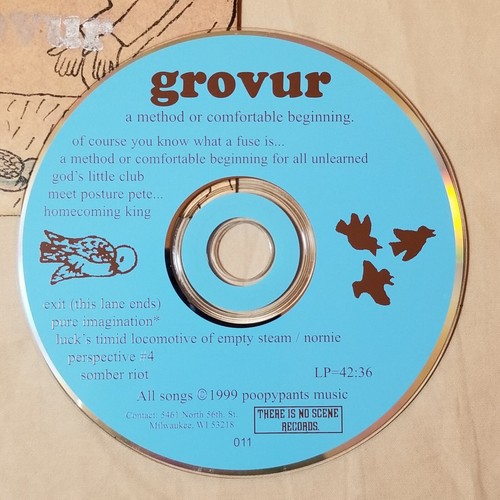 grovur
a method or comfortable beginning.
of course you know what a fuse is...
a method or comfortable beginning for all unlearned
god's little club
meet posture pete...
homecoming king
exit (this lane ends)
pure imagination*
luck's timid locomotive of empty steam / nornie
perspective #4
somber riot
LP=42:36
All songs ©1999 poopypants music
Contact: 5461 North 56th. St.
Milwaukee, WI 53218
THERE IS NO SCENE
RECORDS.
011